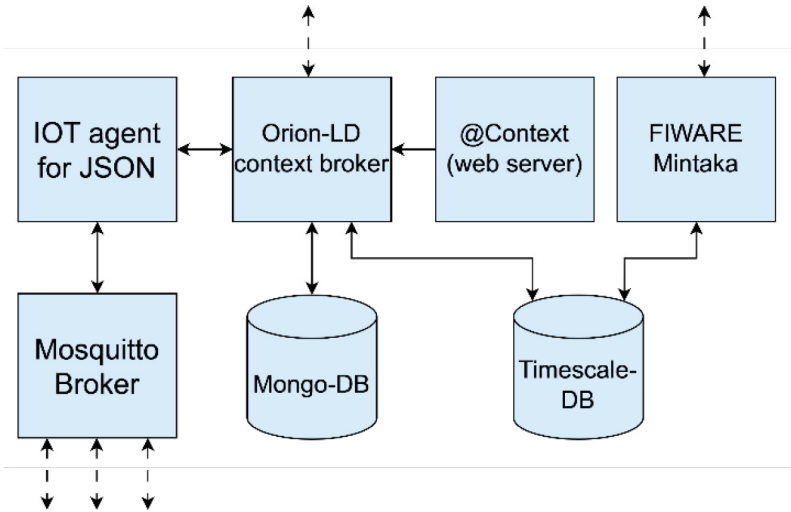 IOT agent
for JSON
Orion-LD
context broker
@Context
(web server)
FIWARE
Mintaka
Mosquitto
Broker
Mongo-DB
Timescale-
DB